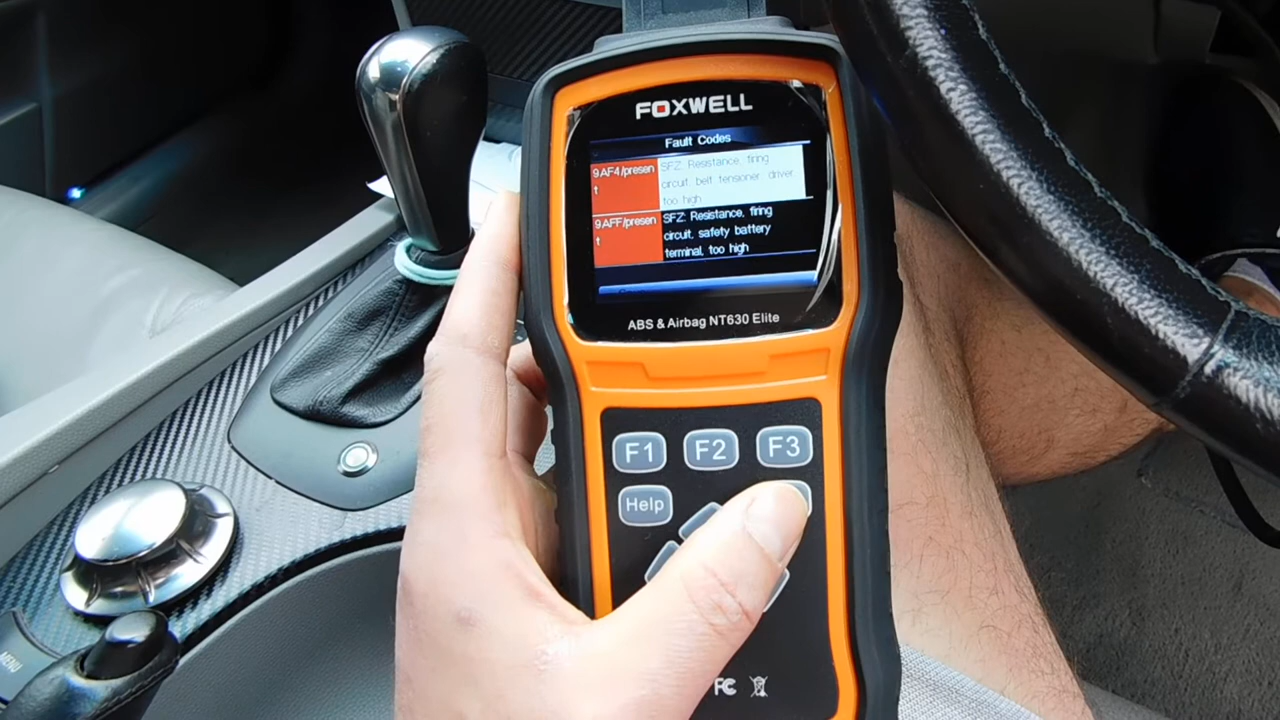 FOXWELL
Fault Codes
9AF4/presen
t
SFZ: Resistance, firing
circuit, belt tensioner, driver,
too high
9AFF/presen
t
SFZ: Resistance, firing
circuit, safety battery
terminal, too high
ABS & Airbag NT630 Elite
F1 F2 F3
Help
MENU
FC